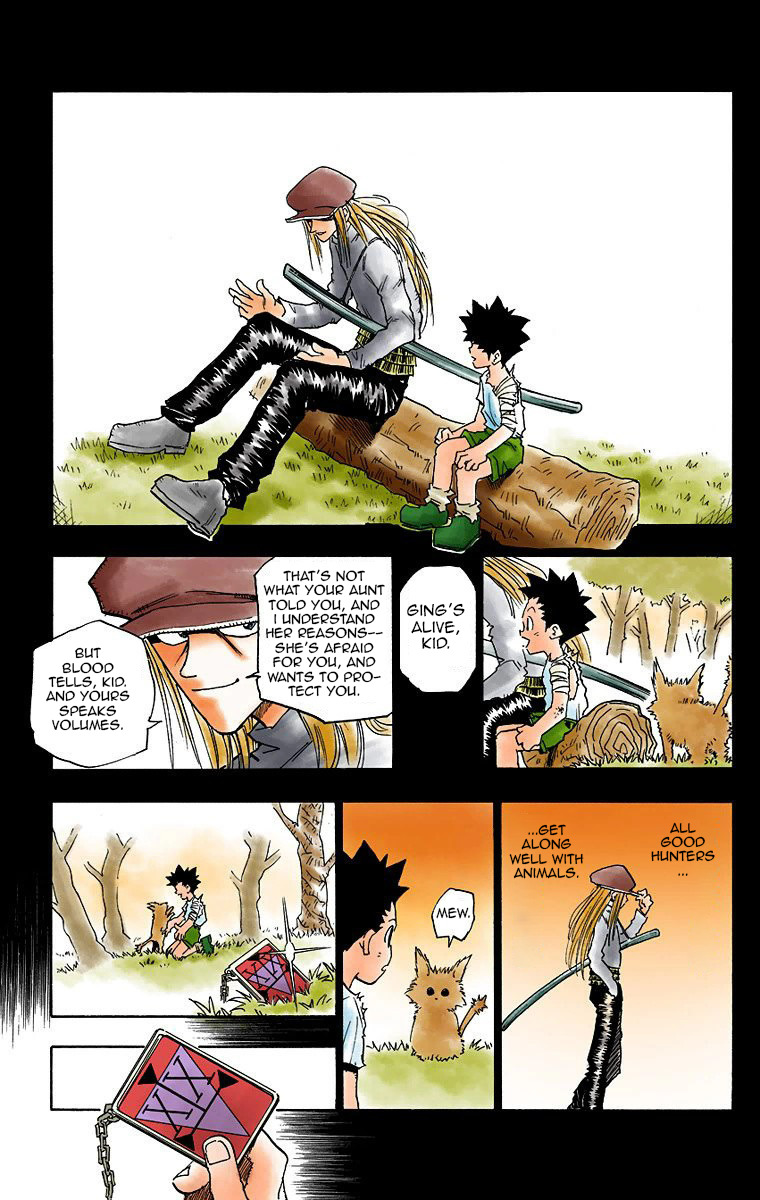 GING'S
ALIVE,
KID.
THAT'S NOT
WHAT YOUR AUNT
TOLD YOU, AND
I UNDERSTAND
HER REASONS--
SHE'S AFRAID
FOR YOU, AND
WANTS TO PRO-
TECT YOU.
BUT
BLOOD
TELLS, KID.
AND YOURS
SPEAKS
VOLUMES.
ALL
GOOD
HUNTERS
...
...GET
ALONG
WELL WITH
ANIMALS.
MEW.